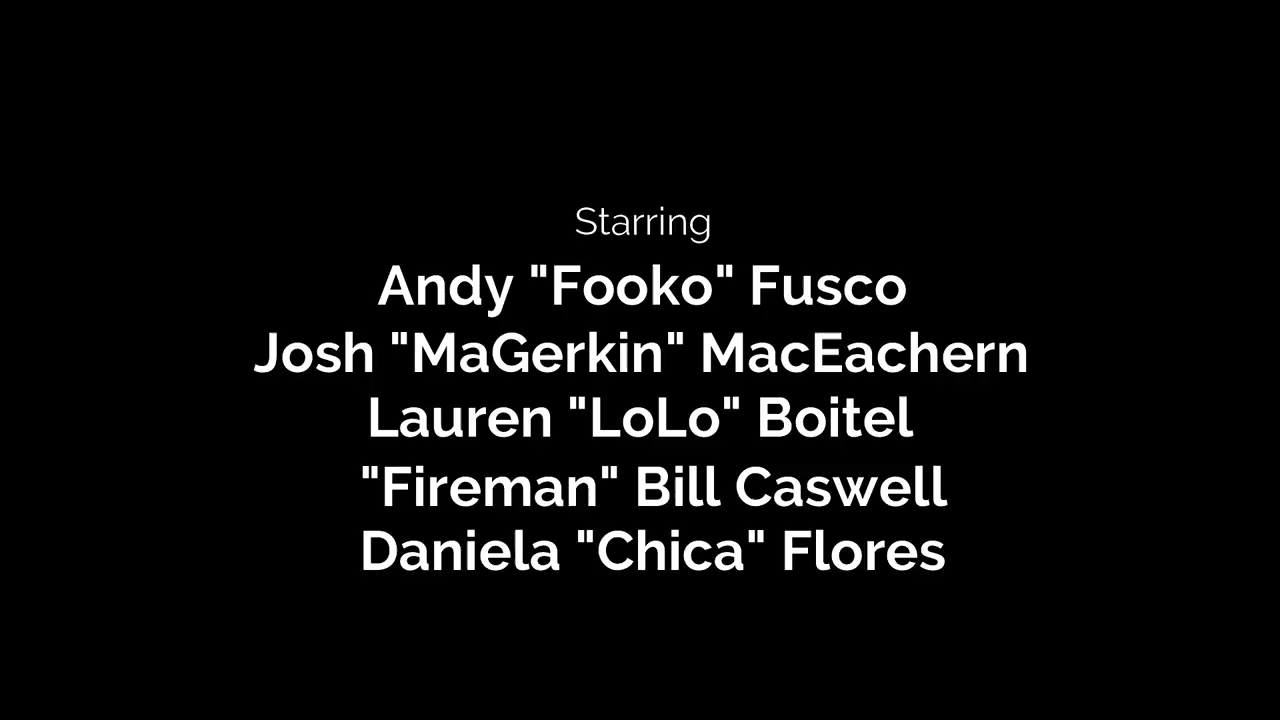 Starring
Andy "Fooko" Fusco
Josh "MaGerkin" MacEachern
Lauren "LoLo" Boitel
"Fireman" Bill Caswell
Daniela "Chica" Flores